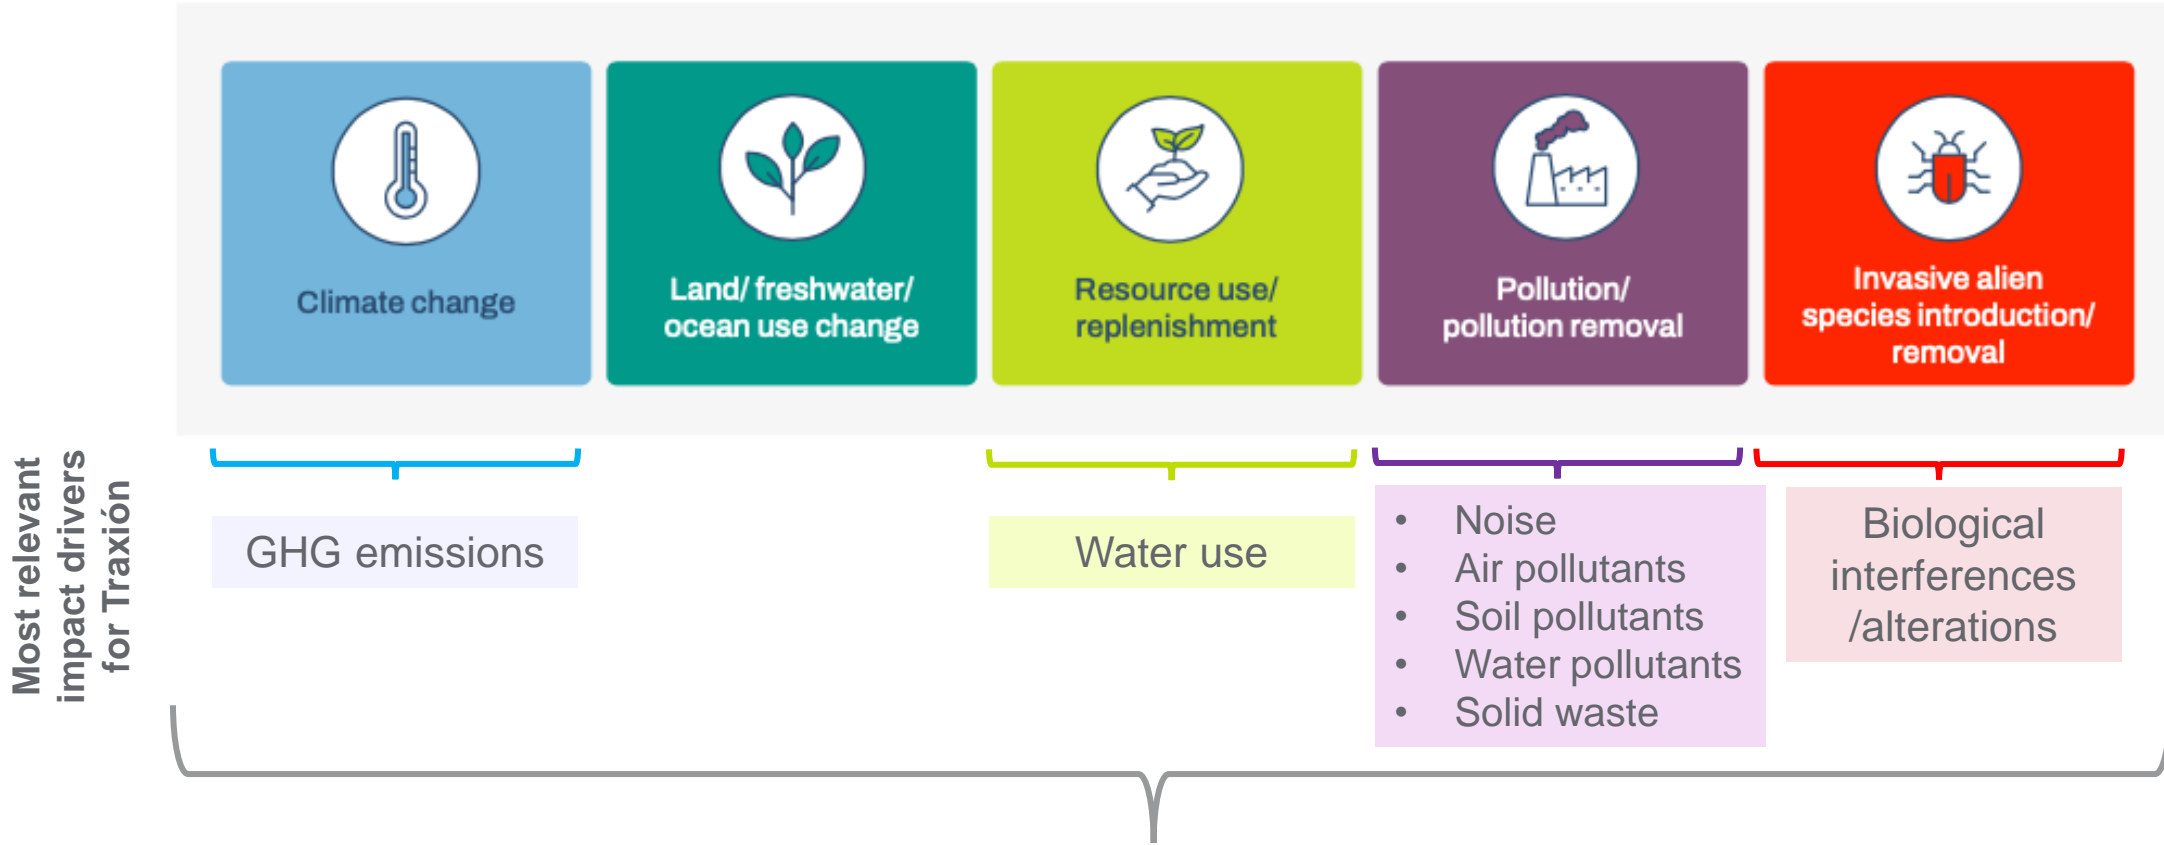 Climate change
Land/ freshwater/
ocean use change
Resource use/
replenishment
Pollution/
pollution removal
Invasive alien
species introduction/
removal
Most relevant
impact drivers
for Traxión
GHG emissions
Water use
• Noise
• Air pollutants
• Soil pollutants
• Water pollutants
• Solid waste
Biological
interferences
/alterations